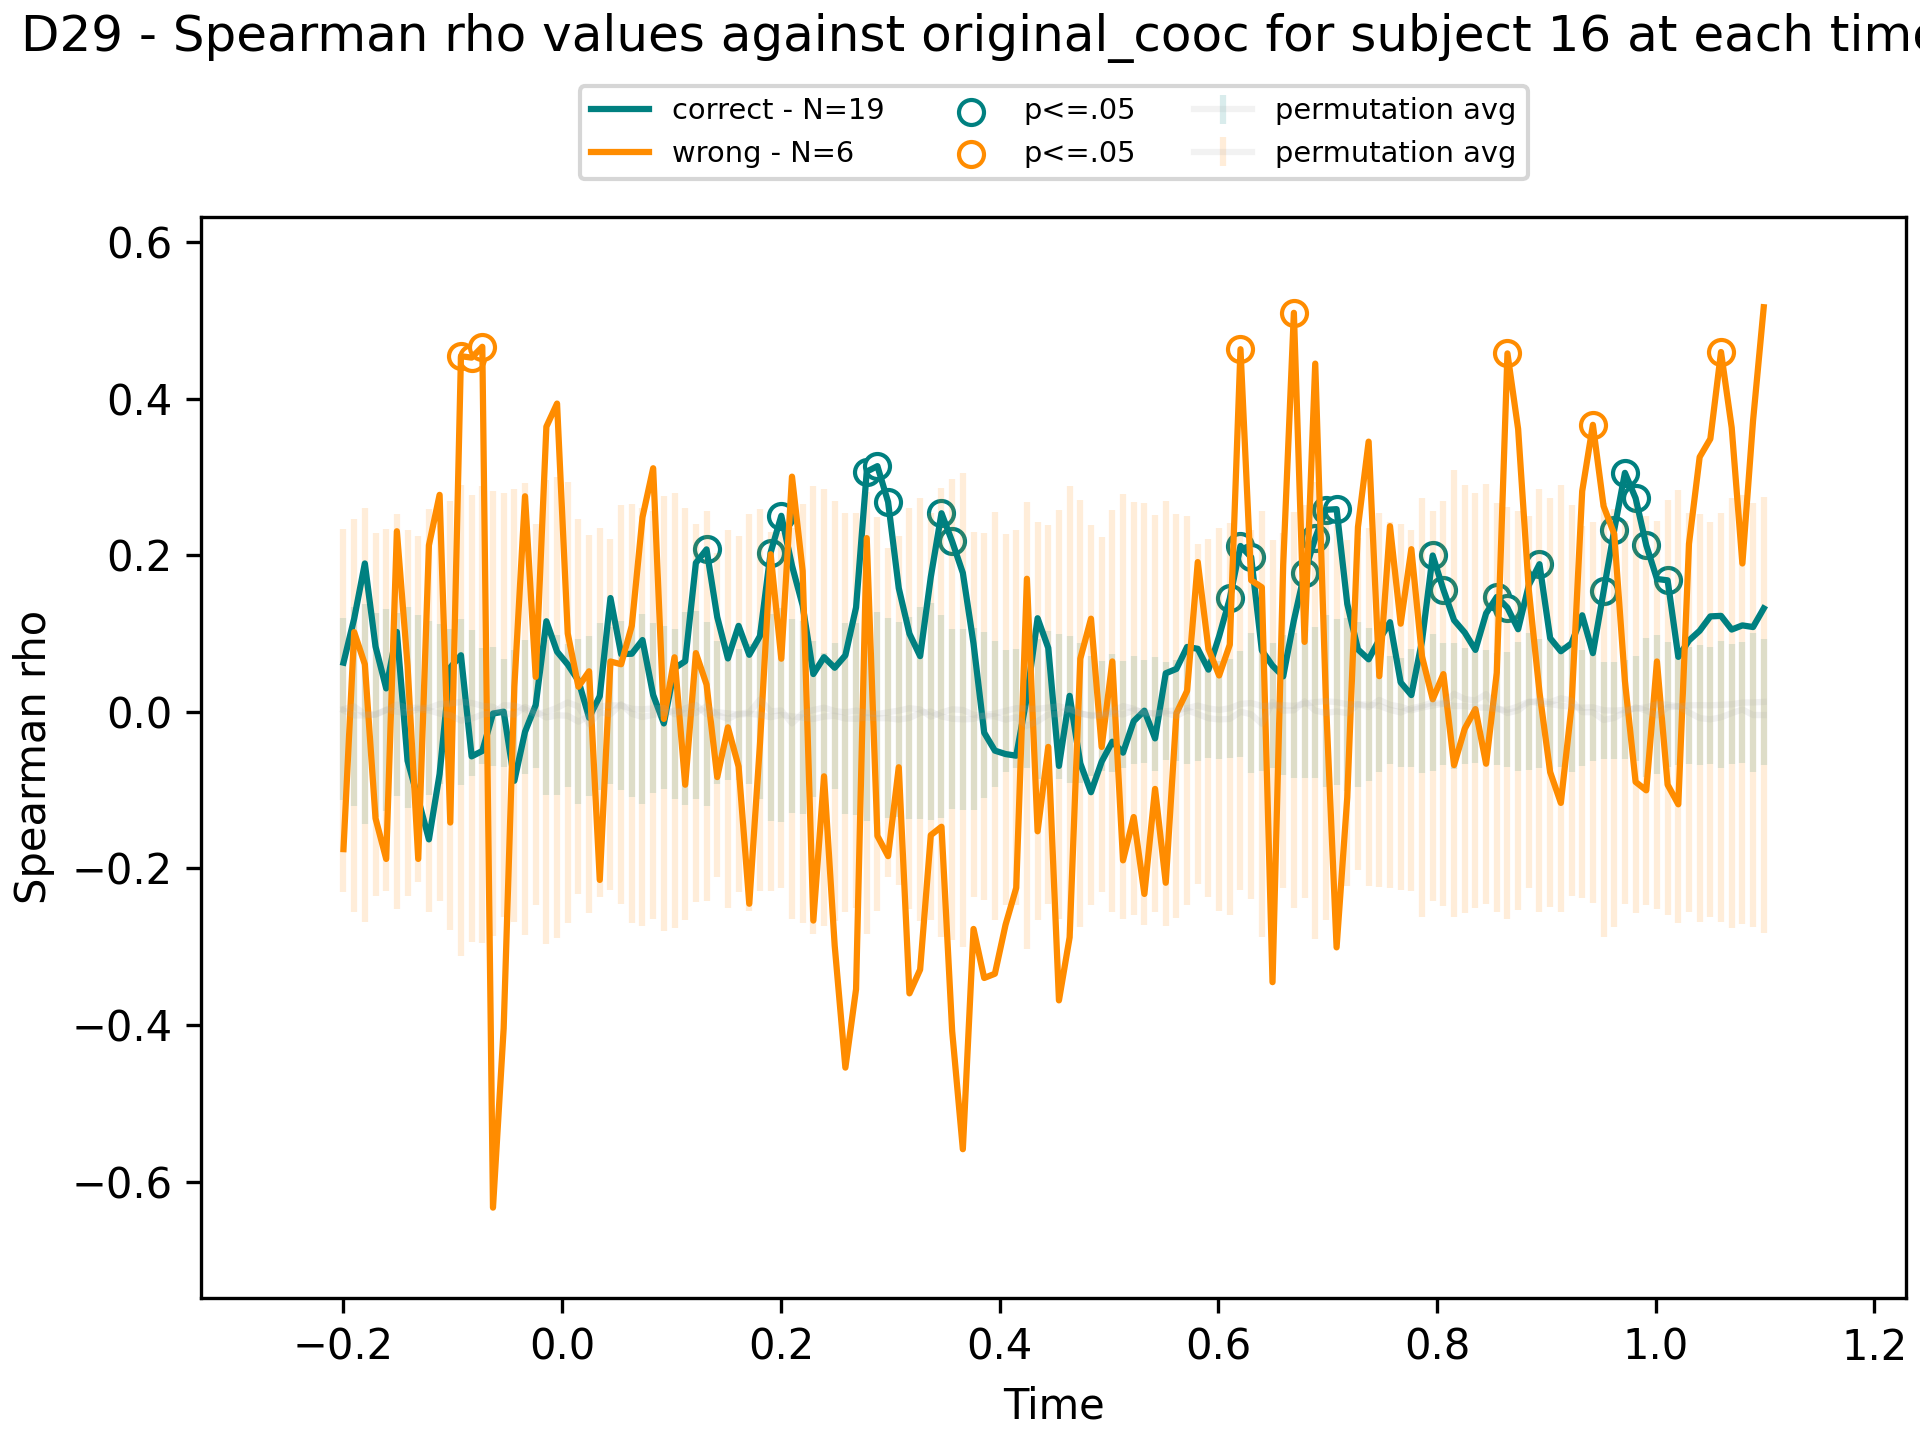 D29 - Spearman rho values against original_cooc for subject 16 at each time
correct - N=19 p<=.05 permutation avg
wrong - N=6 p<=.05 permutation avg
Spearman rho
0.6
0.4
0.2
0.0
−0.2
−0.4
−0.6
−0.2 0.0 0.2 0.4 0.6 0.8 1.0 1.2
Time